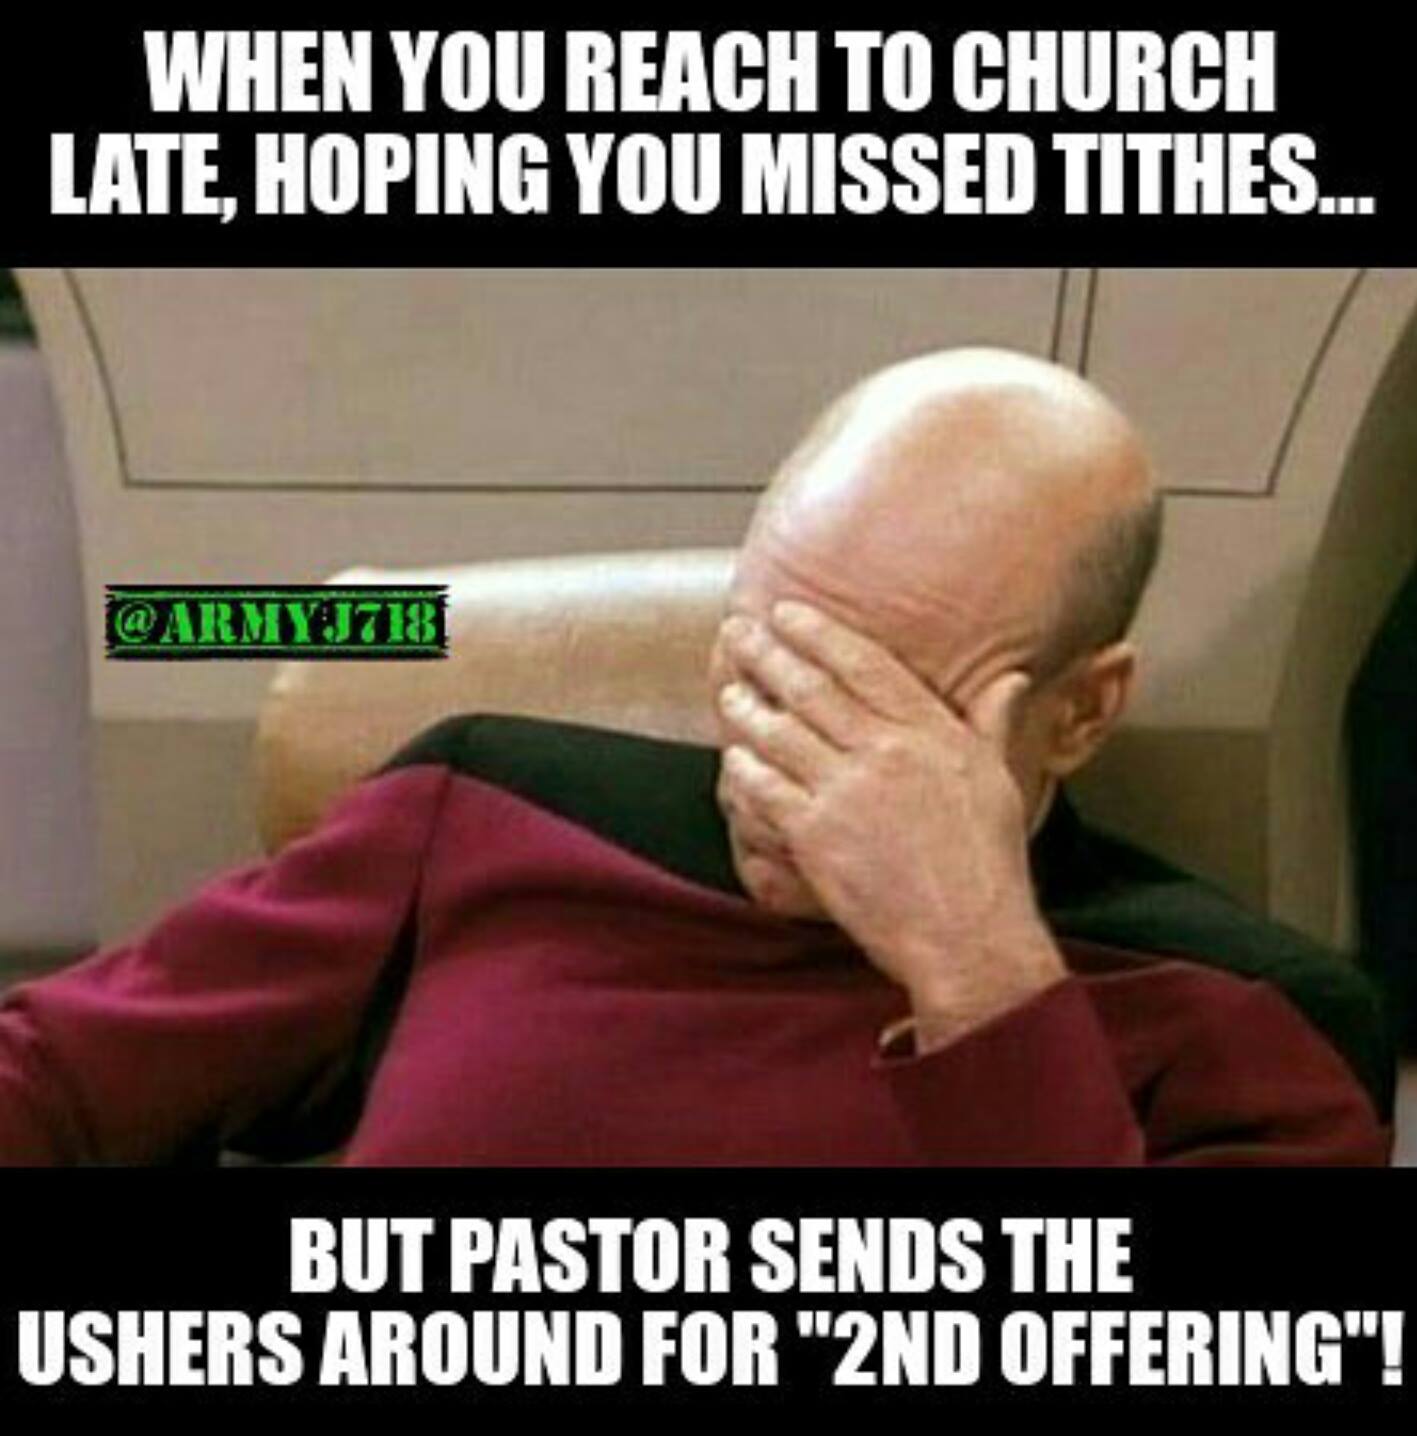 WHEN YOU REACH TO CHURCH
LATE, HOPING YOU MISSED TITHES...
@ARMYJ718
BUT PASTOR SENDS THE
USHERS AROUND FOR "2ND OFFERING"!